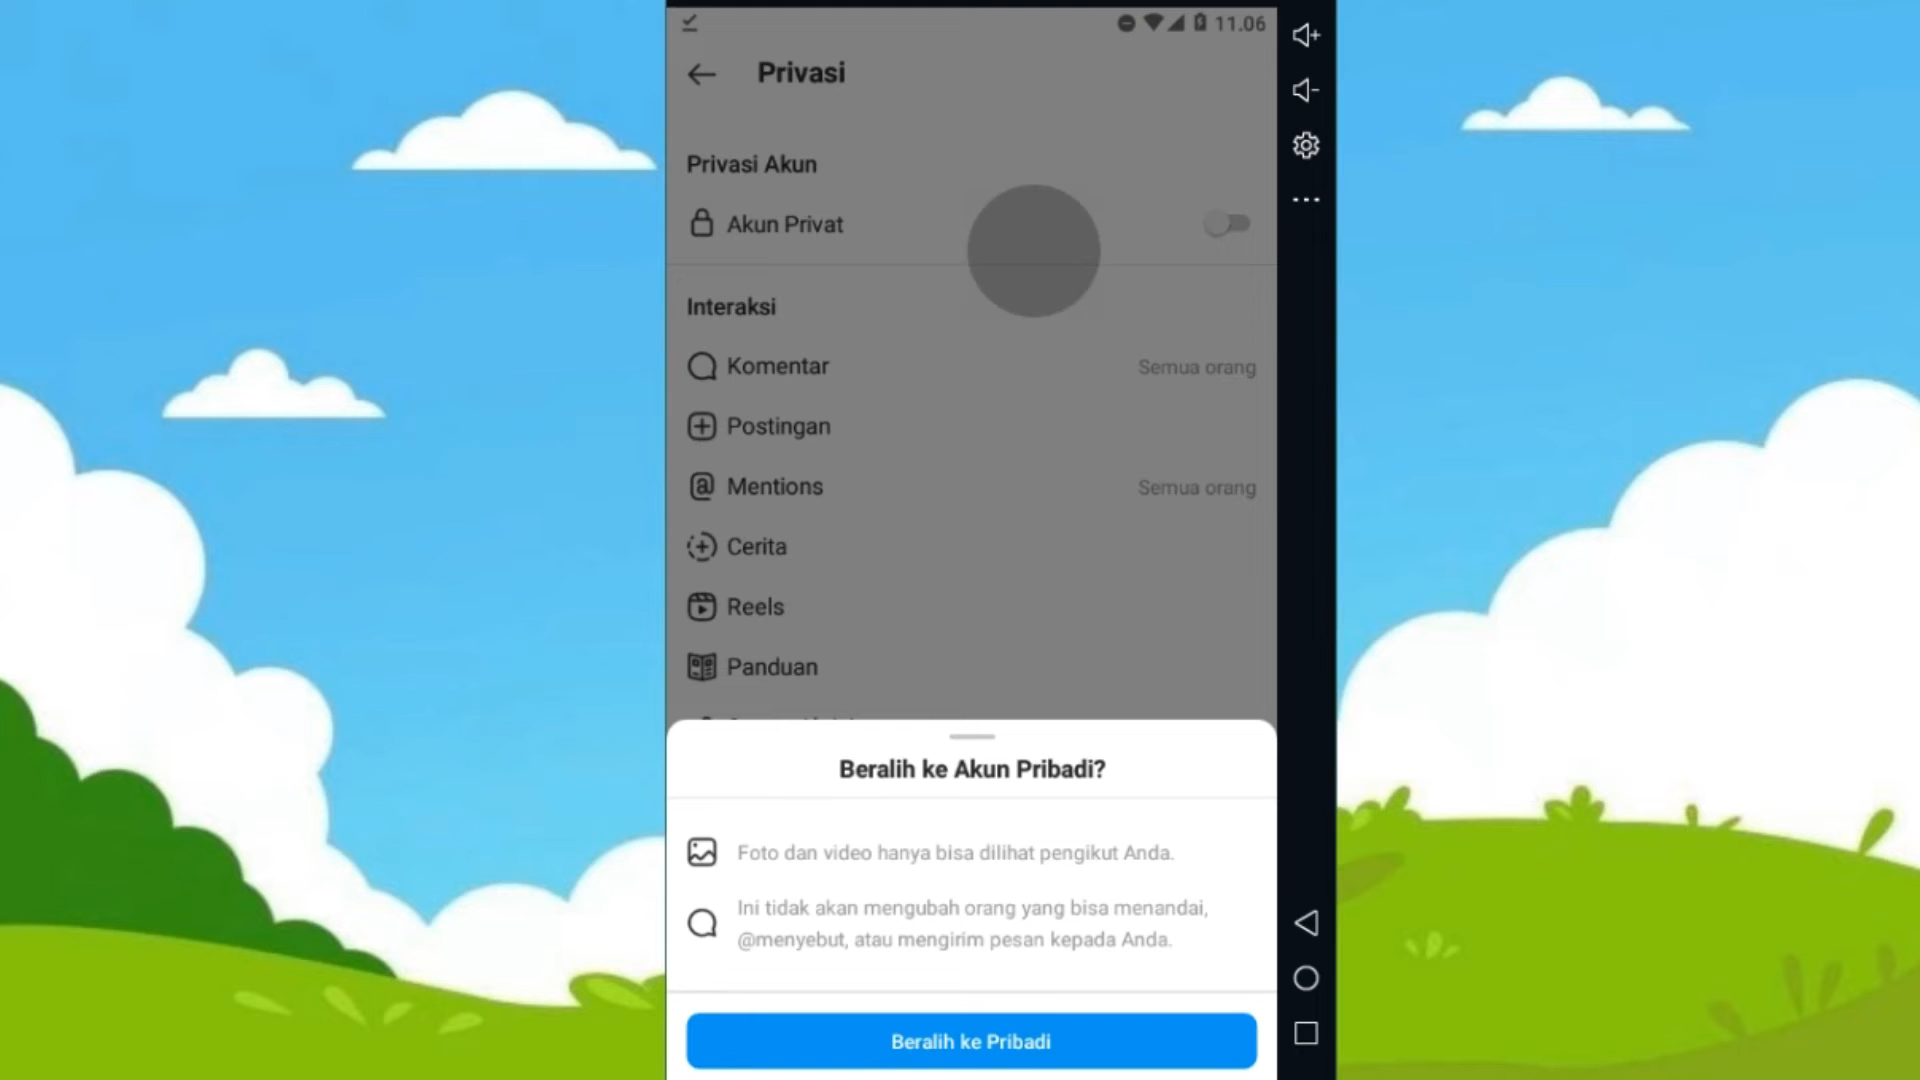 11.06
Privasi
Privasi Akun
Akun Privat
Interaksi
Komentar Semua orang
Postingan
Mentions Semua orang
Cerita
Reels
Panduan
Beralih ke Akun Pribadi?
Foto dan video hanya bisa dilihat pengikut Anda.
Ini tidak akan mengubah orang yang bisa menandai,
@menyebut, atau mengirim pesan kepada Anda.
Beralih ke Pribadi